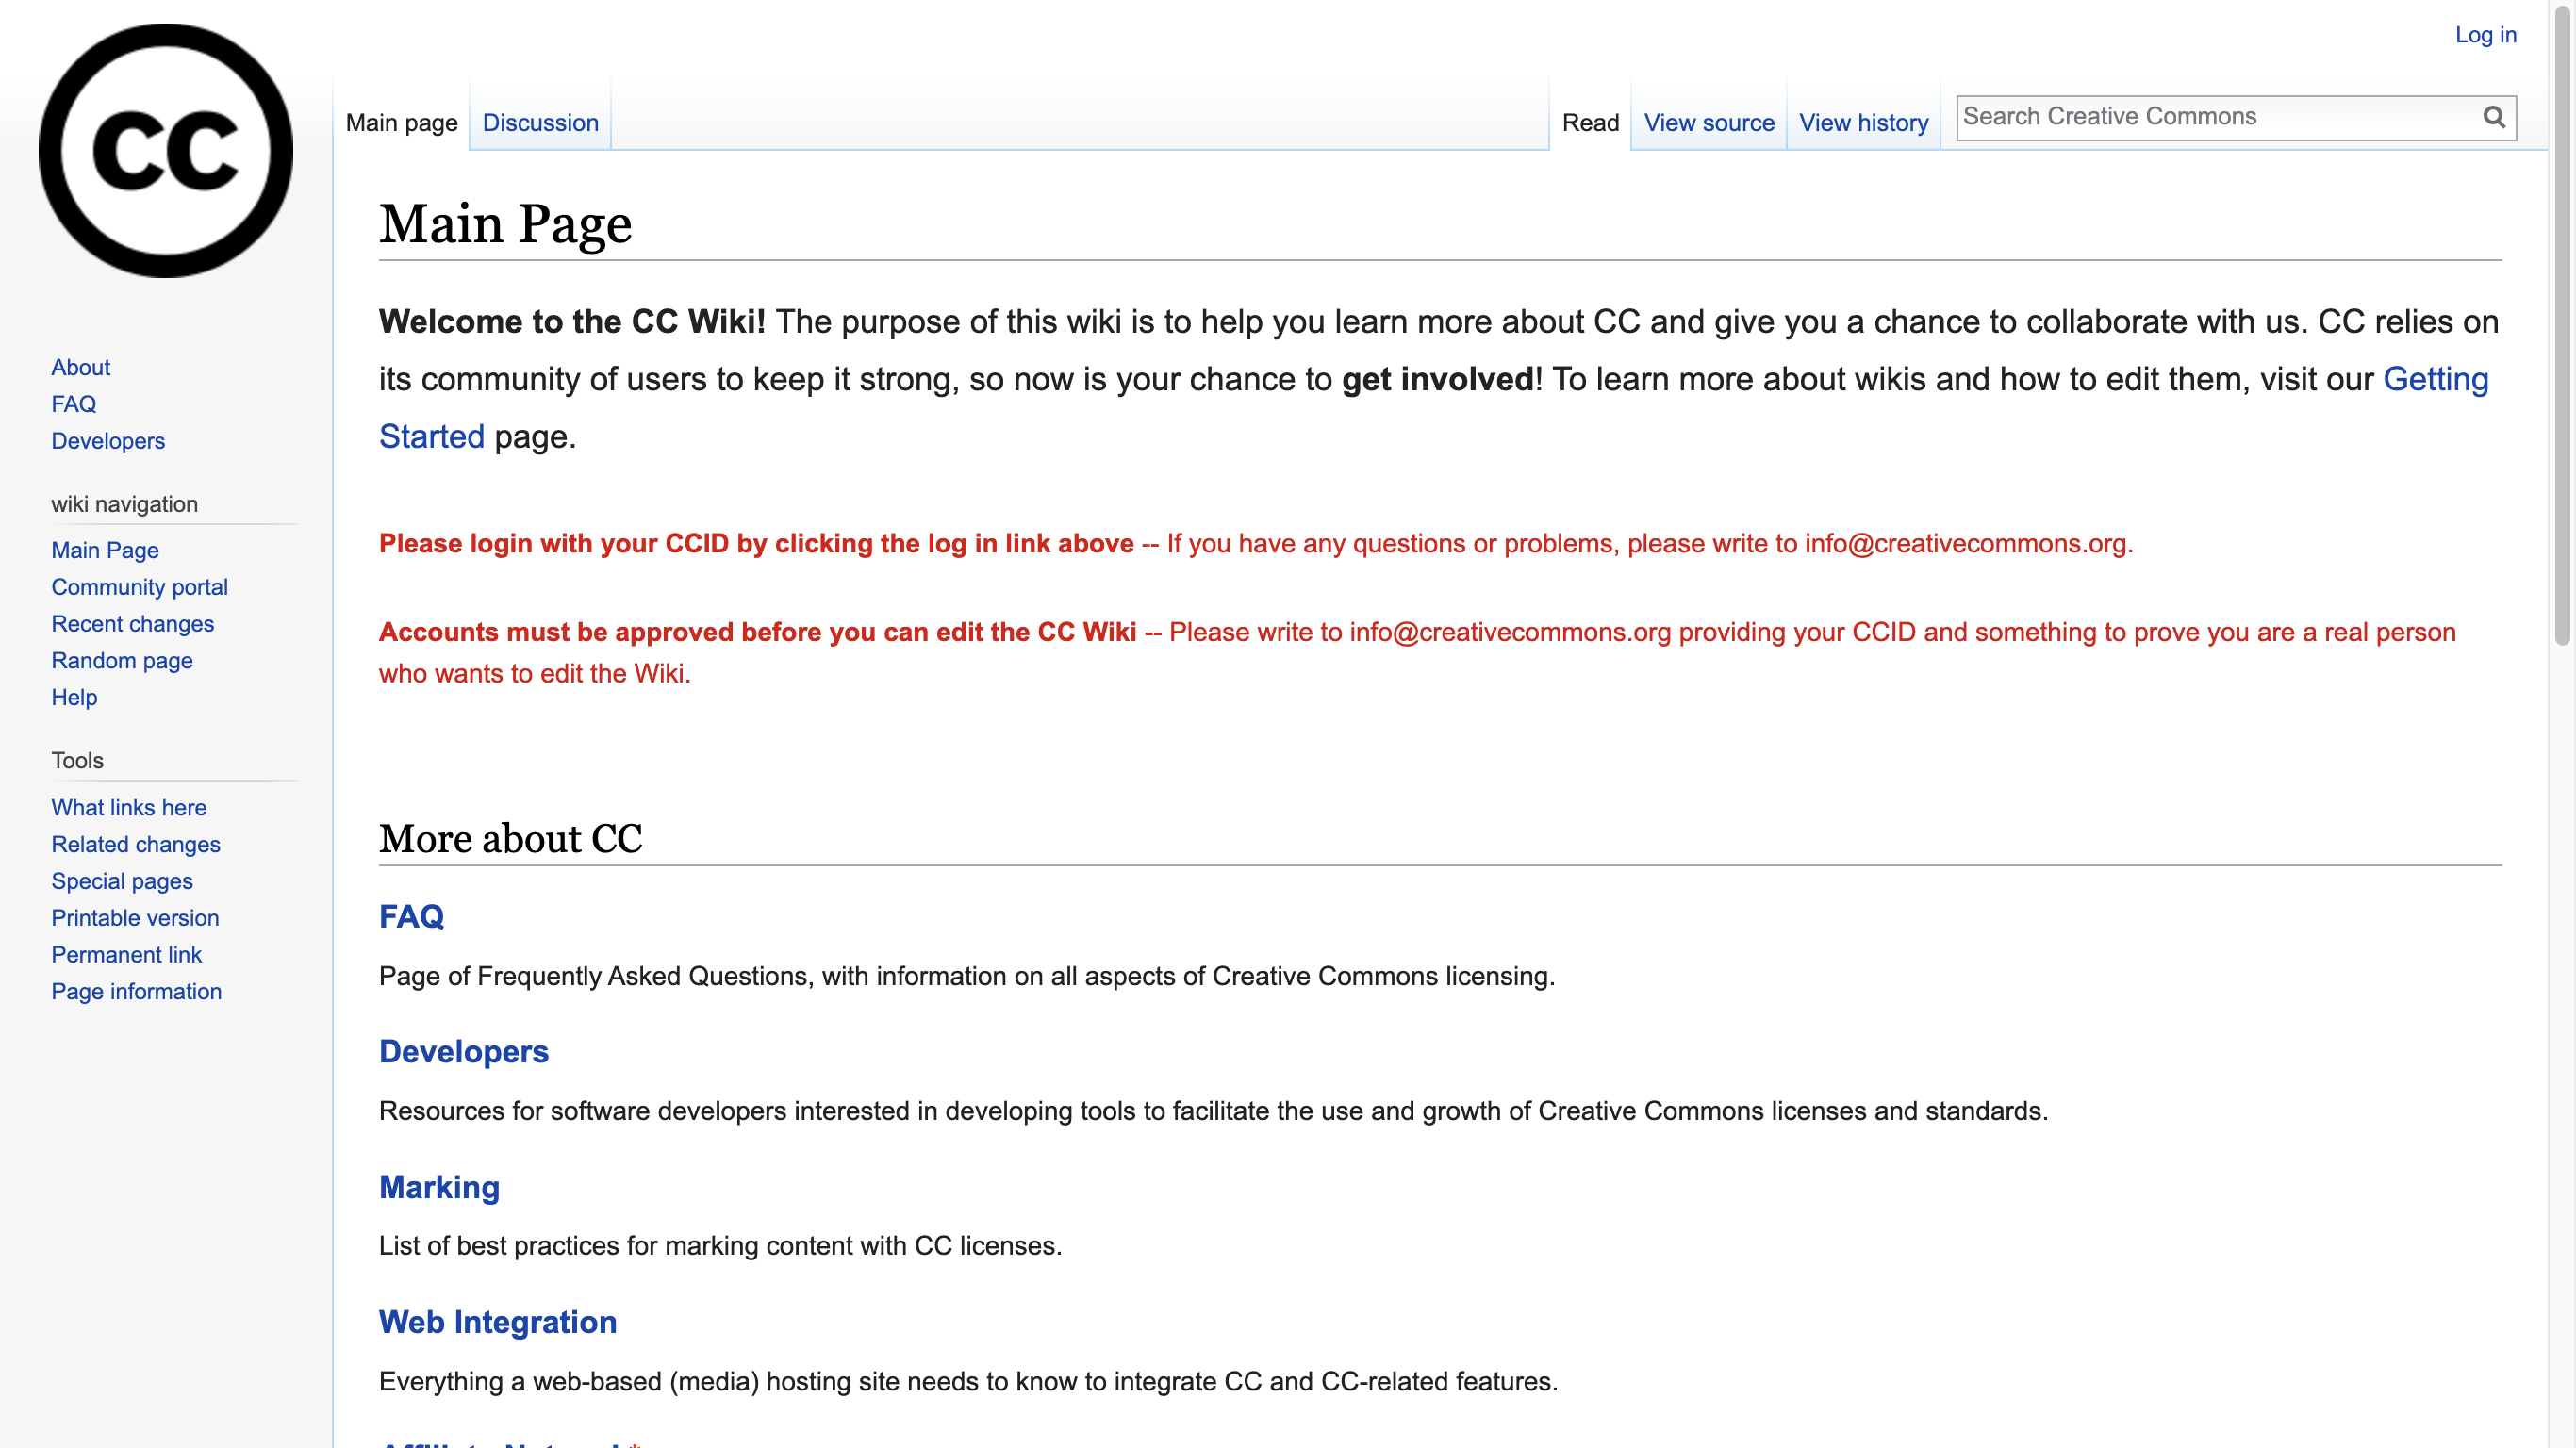 CC
Log in
Main page
Discussion
Read
View source
View history
Search Creative Commons
About
FAQ
Developers
wiki navigation
Main Page
Community portal
Recent changes
Random page
Help
Tools
What links here
Related changes
Special pages
Printable version
Permanent link
Page information
Main Page
Welcome to the CC Wiki! The purpose of this wiki is to help you learn more about CC and give you a chance to collaborate with us. CC relies on
its community of users to keep it strong, so now is your chance to get involved! To learn more about wikis and how to edit them, visit our Getting
Started page.
Please login with your CCID by clicking the log in link above -- If you have any questions or problems, please write to info@creativecommons.org.
Accounts must be approved before you can edit the CC Wiki -- Please write to info@creativecommons.org providing your CCID and something to prove you are a real person
who wants to edit the Wiki.
More about CC
FAQ
Page of Frequently Asked Questions, with information on all aspects of Creative Commons licensing.
Developers
Resources for software developers interested in developing tools to facilitate the use and growth of Creative Commons licenses and standards.
Marking
List of best practices for marking content with CC licenses.
Web Integration
Everything a web-based (media) hosting site needs to know to integrate CC and CC-related features.